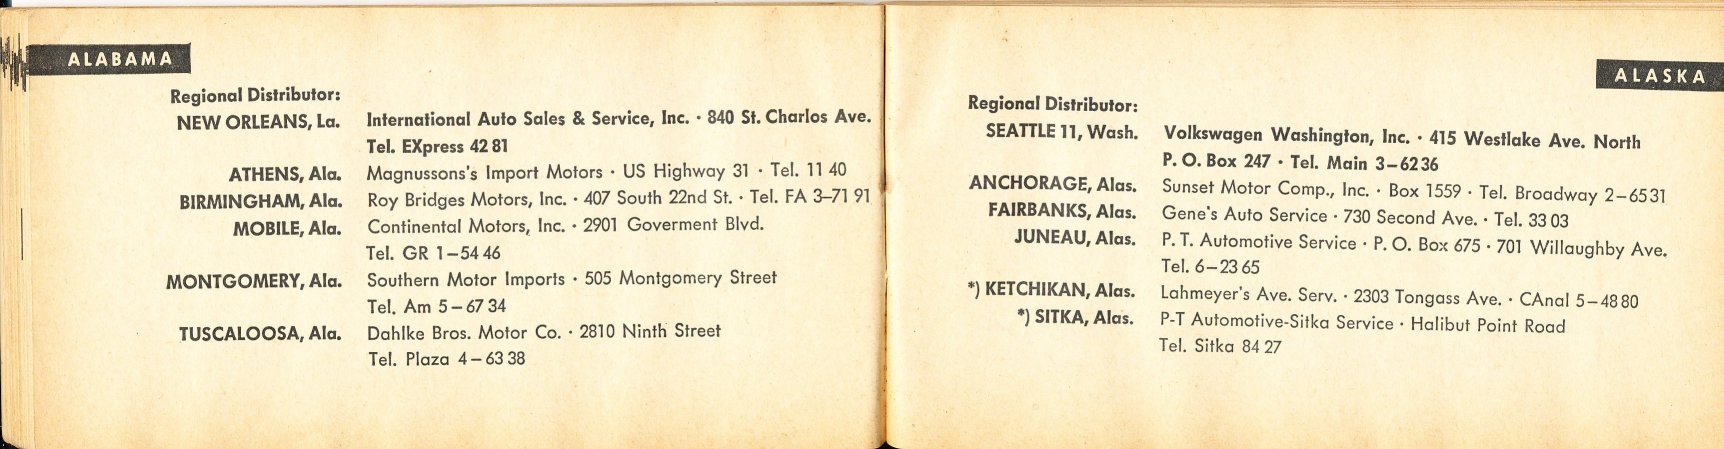 ALABAMA
Regional Distributor:
NEW ORLEANS, La. International Auto Sales & Service, Inc. · 840 St. Charlos Ave.
Tel. EXpress 42 81
ATHENS, Ala. Magnussons's Import Motors · US Highway 31 · Tel. 11 40
BIRMINGHAM, Ala. Roy Bridges Motors, Inc. · 407 South 22nd St. · Tel. FA 3–71 91
MOBILE, Ala. Continental Motors, Inc. · 2901 Goverment Blvd.
Tel. GR 1–54 46
MONTGOMERY, Ala. Southern Motor Imports · 505 Montgomery Street
Tel. Am 5–67 34
TUSCALOOSA, Ala. Dahlke Bros. Motor Co. · 2810 Ninth Street
Tel. Plaza 4–63 38
ALASKA
Regional Distributor:
SEATTLE 11, Wash. Volkswagen Washington, Inc. · 415 Westlake Ave. North
P. O. Box 247 · Tel. Main 3–62 36
ANCHORAGE, Alas. Sunset Motor Comp., Inc. · Box 1559 · Tel. Broadway 2–65 31
FAIRBANKS, Alas. Gene's Auto Service · 730 Second Ave. · Tel. 33 03
JUNEAU, Alas. P. T. Automotive Service · P. O. Box 675 · 701 Willaughby Ave.
Tel. 6–23 65
*) KETCHIKAN, Alas. Lahmeyer's Ave. Serv. · 2303 Tongass Ave. · CAnal 5–48 80
*) SITKA, Alas. P-T Automotive-Sitka Service · Halibut Point Road
Tel. Sitka 84 27